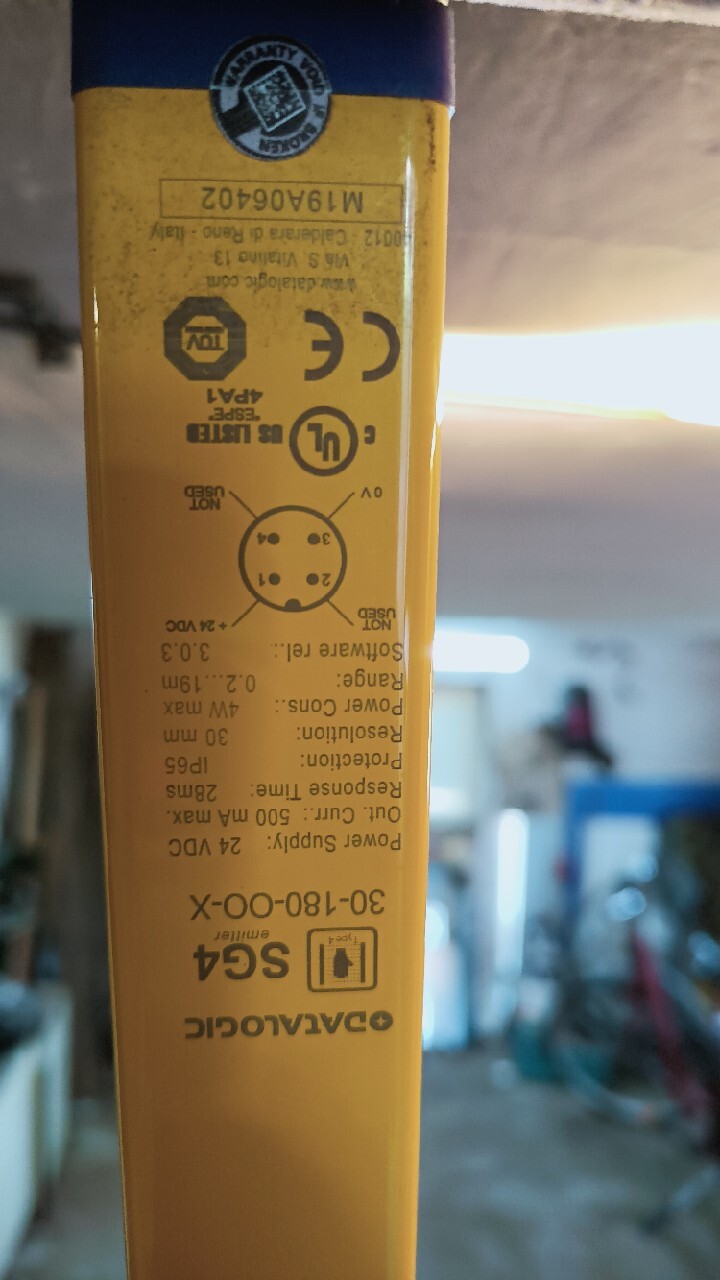 DATALOGIC
Type4
SG4
emitter
30-180-OO-X
Power Supply: 24 VDC
Out. Curr.: 500 mA max.
Response Time: 28ms
Protection: IP65
Resolution: 30 mm
Power Cons.: 4W max
Range: 0.2...19m
Software rel.: 3.0.3
NOT USED
+ 24 VDC
2 1
3 4
0V
NOT USED
C UL US LISTED
"ESPE"
4PA1
CE TÜV
www.datalogic.com
Via S. Vitalino 13
40012 - Calderara di Reno - Italy
M19A06402
WARRANTY VOID IF BROKEN